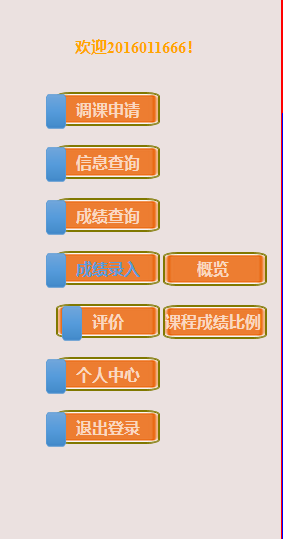 欢迎2016011666!
调课申请
信息查询
成绩查询
成绩录入 概览
评价 课程成绩比例
个人中心
退出登录